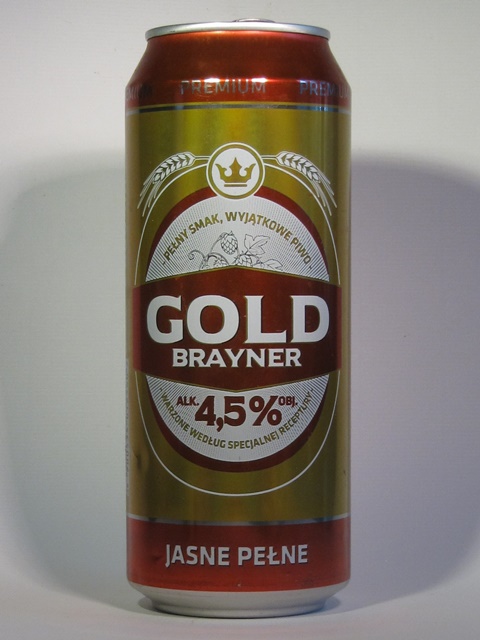 PREMIUM
PEŁNY SMAK, WYJĄTKOWE PIWO
GOLD
BRAYNER
ALK. 4,5% OBJ.
WARZONE WEDŁUG SPECJALNEJ RECEPTURY
JASNE PEŁNE